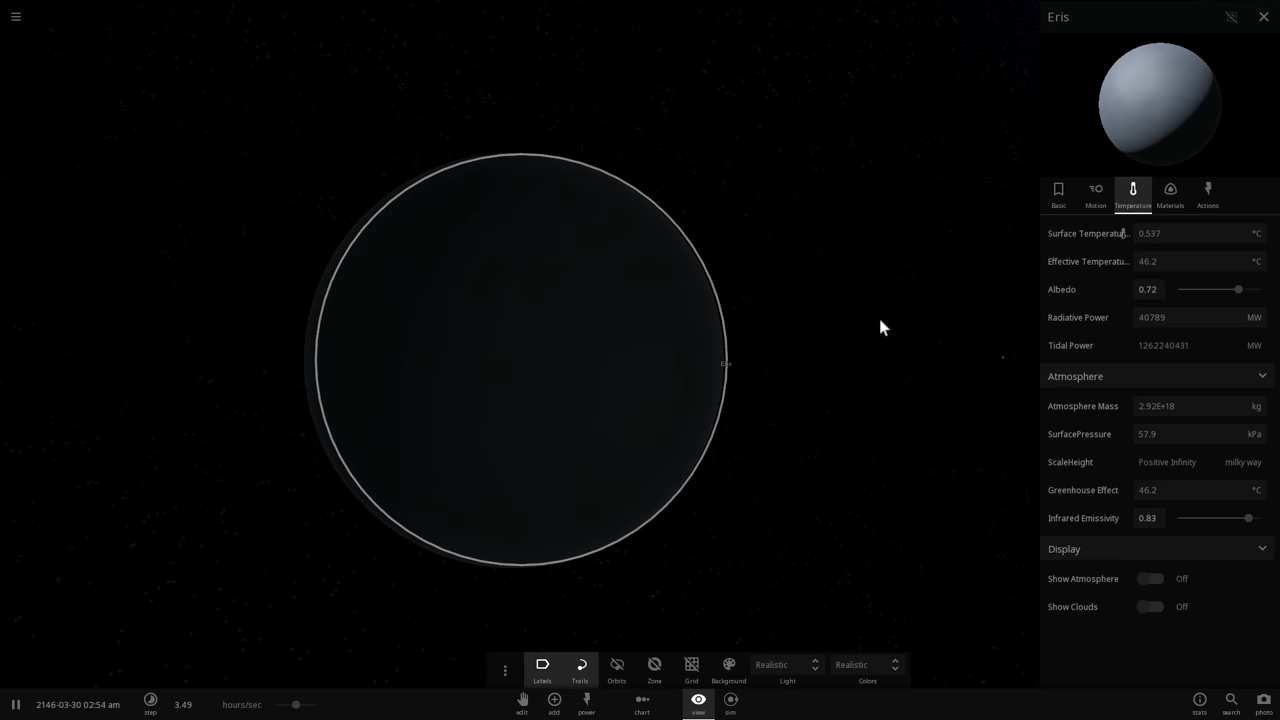 Eris
Basic Motion Temperature Materials Actions
Surface Temperatu... 0.537 °C
Effective Temperatu... 46.2 °C
Albedo 0.72
Radiative Power 40789 MW
Tidal Power 1262240431 MW
Atmosphere
Atmosphere Mass 2.92E+18 kg
SurfacePressure 57.9 kPa
ScaleHeight Positive Infinity milky way
Greenhouse Effect 46.2 °C
Infrared Emissivity 0.83
Display
Show Atmosphere Off
Show Clouds Off
Eris
Realistic Realistic
Labels Trails Orbits Zone Grid Background Light Colors
2146-03-30 02:54 am step 3.49 hours/sec edit add power chart view sim stats search photo